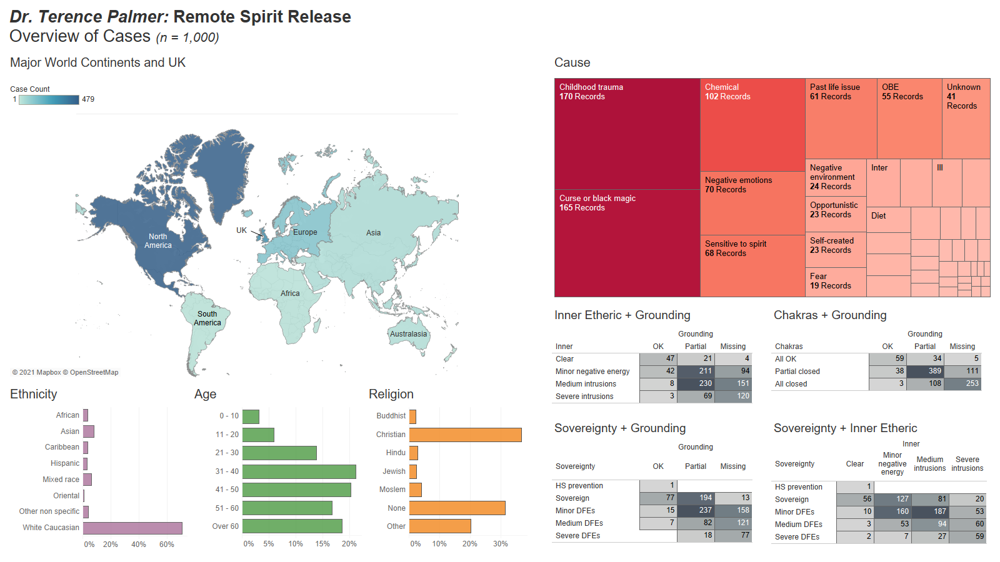 Dr. Terence Palmer: Remote Spirit Release
Overview of Cases (n = 1,000)
Major World Continents and UK
Case Count
1 479
North
America
UK
Europe
Asia
Africa
South
America
Australasia
© 2021 Mapbox © OpenStreetMap
Cause
Childhood trauma
170 Records
Curse or black magic
165 Records
Chemical
102 Records
Negative emotions
70 Records
Sensitive to spirit
68 Records
Past life issue
61 Records
OBE
55 Records
Unknown
41
Records
Negative
environment
24 Records
Opportunistic
23 Records
Self-created
23 Records
Fear
19 Records
Inter
Ill
Diet
Ethnicity
African
Asian
Caribbean
Hispanic
Mixed race
Oriental
Other non specific
White Caucasian
0% 20% 40% 60%
Age
0 - 10
11 - 20
21 - 30
31 - 40
41 - 50
51 - 60
Over 60
0% 5% 10% 15% 20%
Religion
Buddhist
Christian
Hindu
Jewish
Moslem
None
Other
0% 10% 20% 30%
Inner Etheric + Grounding
Grounding
Inner OK Partial Missing
Clear 47 21 4
Minor negative energy 42 211 94
Medium intrusions 8 230 151
Severe intrusions 3 69 120
Chakras + Grounding
Grounding
Chakras OK Partial Missing
All OK 59 34 5
Partial closed 38 389 111
All closed 3 108 253
Sovereignty + Grounding
Grounding
Sovereignty OK Partial Missing
HS prevention 1
Sovereign 77 194 13
Minor DFEs 15 237 158
Medium DFEs 7 82 121
Severe DFEs 18 77
Sovereignty + Inner Etheric
Inner
Sovereignty Clear Minor negative energy Medium intrusions Severe intrusions
HS prevention 1
Sovereign 56 127 81 20
Minor DFEs 10 160 187 53
Medium DFEs 3 53 94 60
Severe DFEs 2 7 27 59